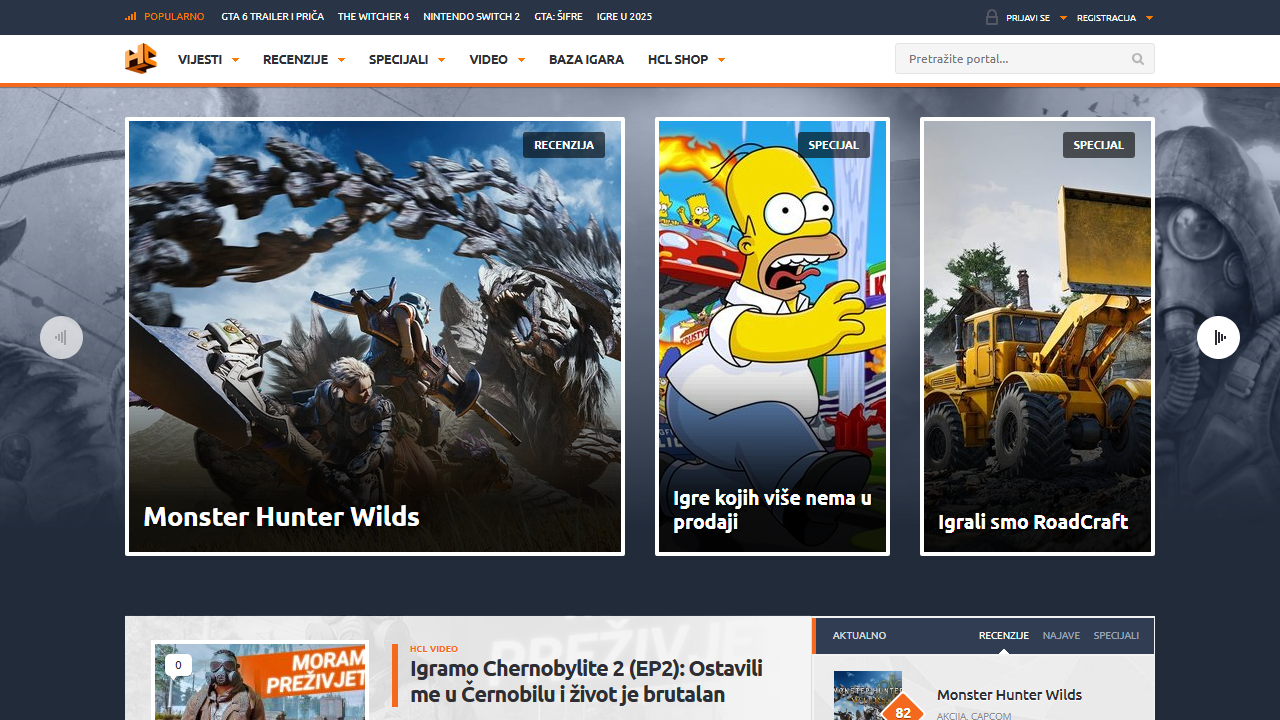 POPULARNO GTA 6 TRAILER I PRIČA THE WITCHER 4 NINTENDO SWITCH 2 GTA: ŠIFRE IGRE U 2025 PRIJAVI SE REGISTRACIJA
HC VIJESTI RECENZIJE SPECIJALI VIDEO BAZA IGARA HCL SHOP Pretražite portal...
RECENZIJA
Monster Hunter Wilds
SPECIJAL
Igre kojih više nema u
prodaji
SPECIJAL
Igrali smo RoadCraft
0
MORAM
PREŽIVJET
HCL VIDEO
Igramo Chernobylite 2 (EP2): Ostavili
me u Černobilu i život je brutalan
AKTUALNO RECENZIJE NAJAVE SPECIJALI
MONSTER HUNTER
82
Monster Hunter Wilds
AKCIJA, CAPCOM